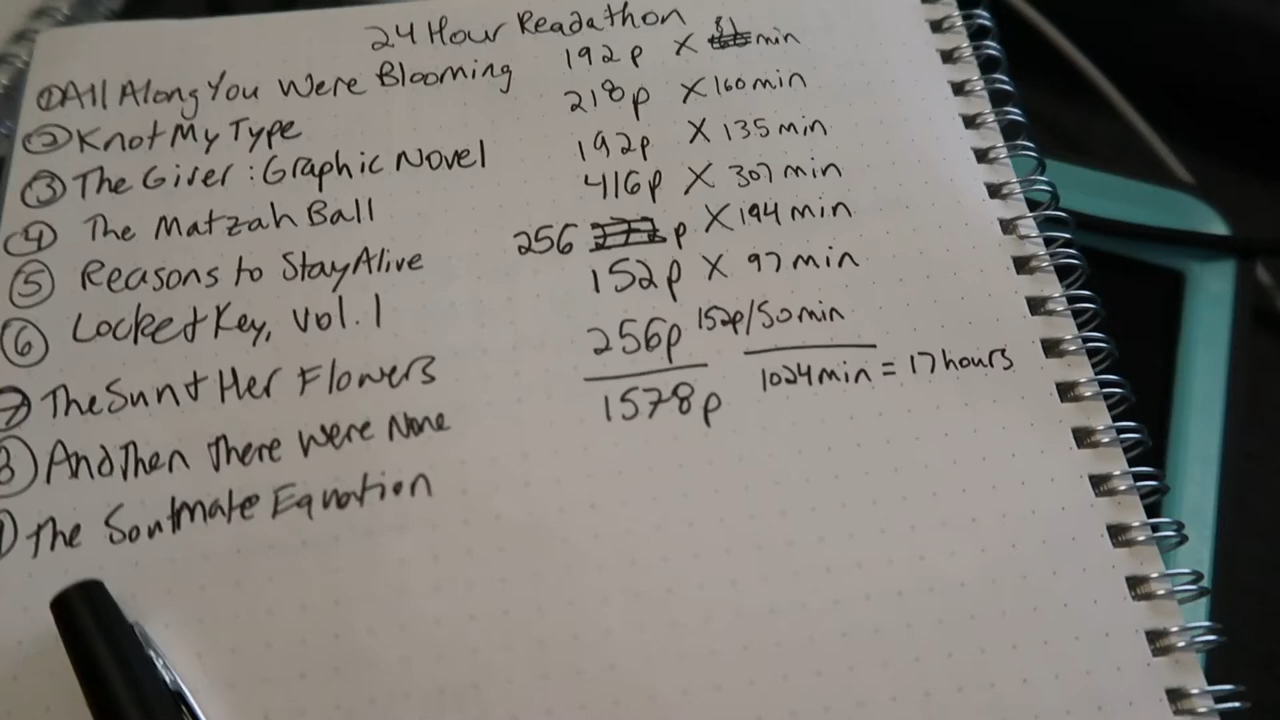 24 Hour Readathon
①All Along You Were Blooming 192p X 81 min
②Knot My Type 218p X 160 min
③ The Giver: Graphic Novel 192p X 135 min
④ The Matzah Ball 416p X 307 min
⑤ Reasons to Stay Alive 256 p X 194 min
⑥ Locke + Key, Vol. 1 152p X 97 min
⑦ The Sun + Her Flowers 256p 152p/50 min
⑧ And Then There Were None 1578p 1024 min = 17 hours
The Soulmate Equation